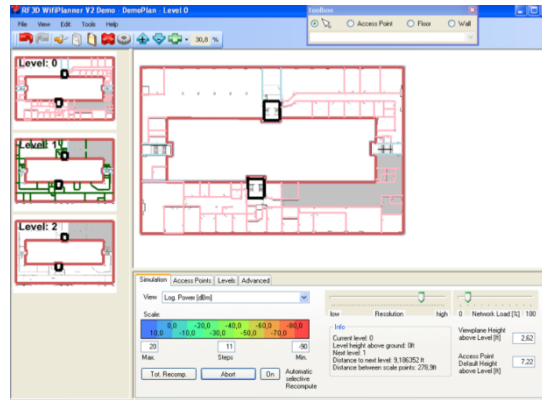 RF 3D WifiPlanner V2 Demo - DemoPlan - Level 0
Toolbox
File View Edit Tools Help
Access Point Floor Wall
30,8 %
Level: 0
Level: 1
Level: 2
Simulation Access Points Levels Advanced
View Log. Power [dBm]
low Resolution high
0 Network Load [%] 100
Scale:
0,0 -20,0 -40,0 -60,0 -80,0
10,0 -10,0 -30,0 -50,0 -70,0
20 11 -90
Max. Steps Min.
Tot. Recomp. Abort On Automatic selective Recompute
Info
Current level: 0
Level height above ground: 0ft
Next level: 1
Distance to next level: 9,186352 ft
Distance between scale points: 278,9ft
Viewplane Height above Level [ft] 2,62
Access Point Default Height above Level [ft] 7,22